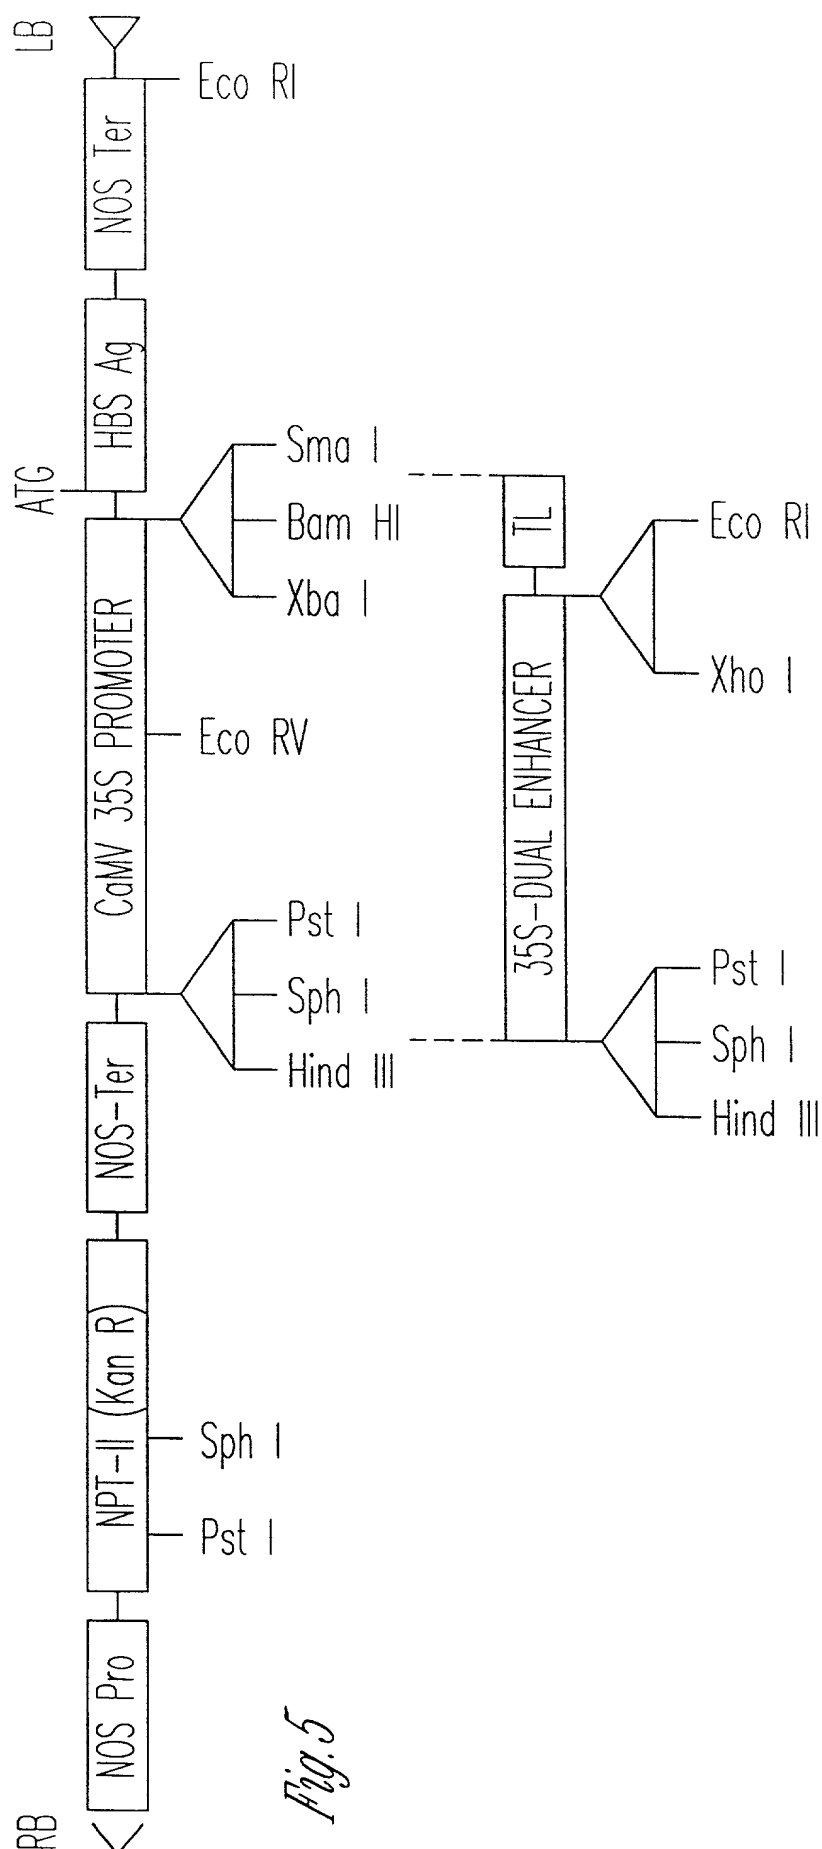 RB
NOS Pro
NPT-II (Kan R)
NOS-Ter
CaMV 35S PROMOTER
ATG
HBS Ag
NOS Ter
LB
Pst I
Sph I
Hind III
Sph I
Pst I
Eco RV
Xba I
Bam HI
Sma I
Eco RI
35S-DUAL ENHANCER
TL
Hind III
Sph I
Pst I
Xho I
Eco RI
Fig. 5